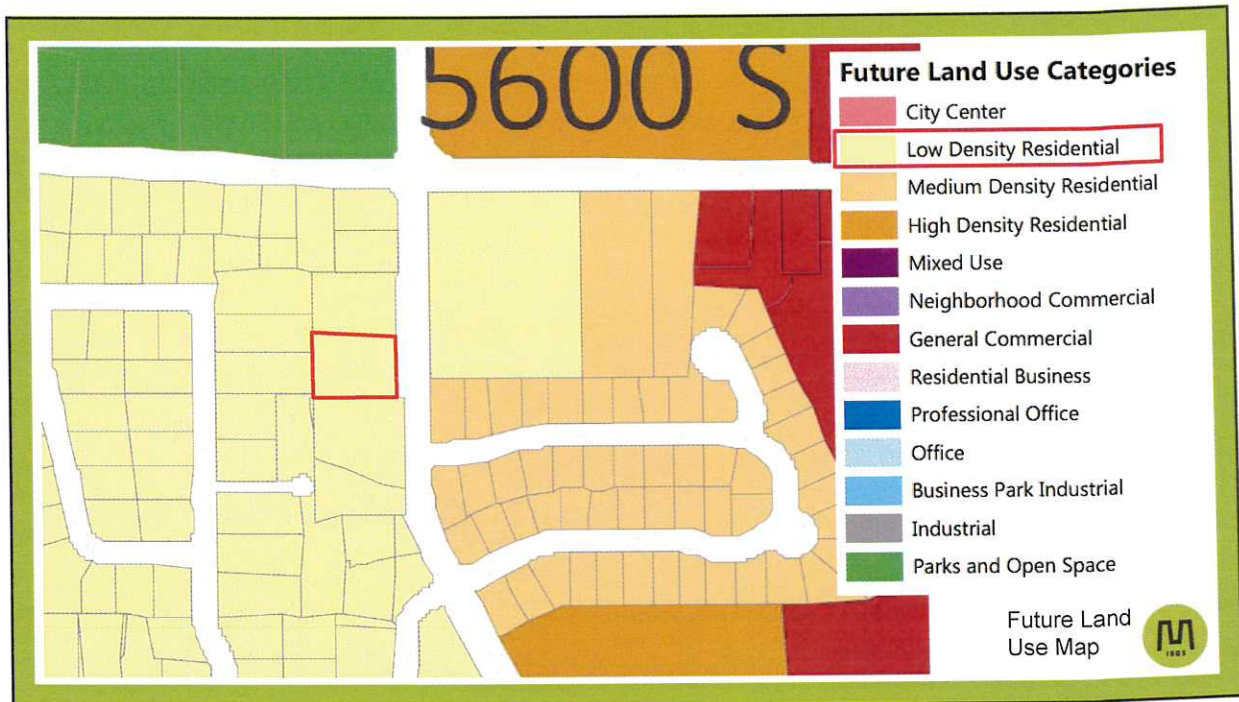 5600 S
Future Land Use Categories
City Center
Low Density Residential
Medium Density Residential
High Density Residential
Mixed Use
Neighborhood Commercial
General Commercial
Residential Business
Professional Office
Office
Business Park Industrial
Industrial
Parks and Open Space
Future Land
Use Map
M
1903